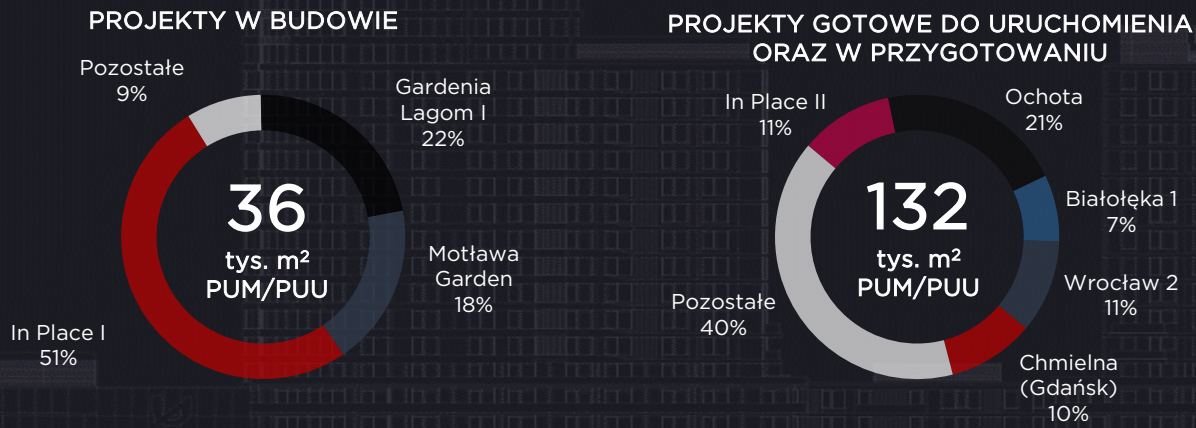 PROJEKTY W BUDOWIE
Pozostałe
9%
Gardenia
Lagom I
22%
36
tys. m²
PUM/PUU
Motława
Garden
18%
In Place I
51%
PROJEKTY GOTOWE DO URUCHOMIENIA
ORAZ W PRZYGOTOWANIU
In Place II
11%
Ochota
21%
132
tys. m²
PUM/PUU
Białołęka 1
7%
Wrocław 2
11%
Pozostałe
40%
Chmielna
(Gdańsk)
10%